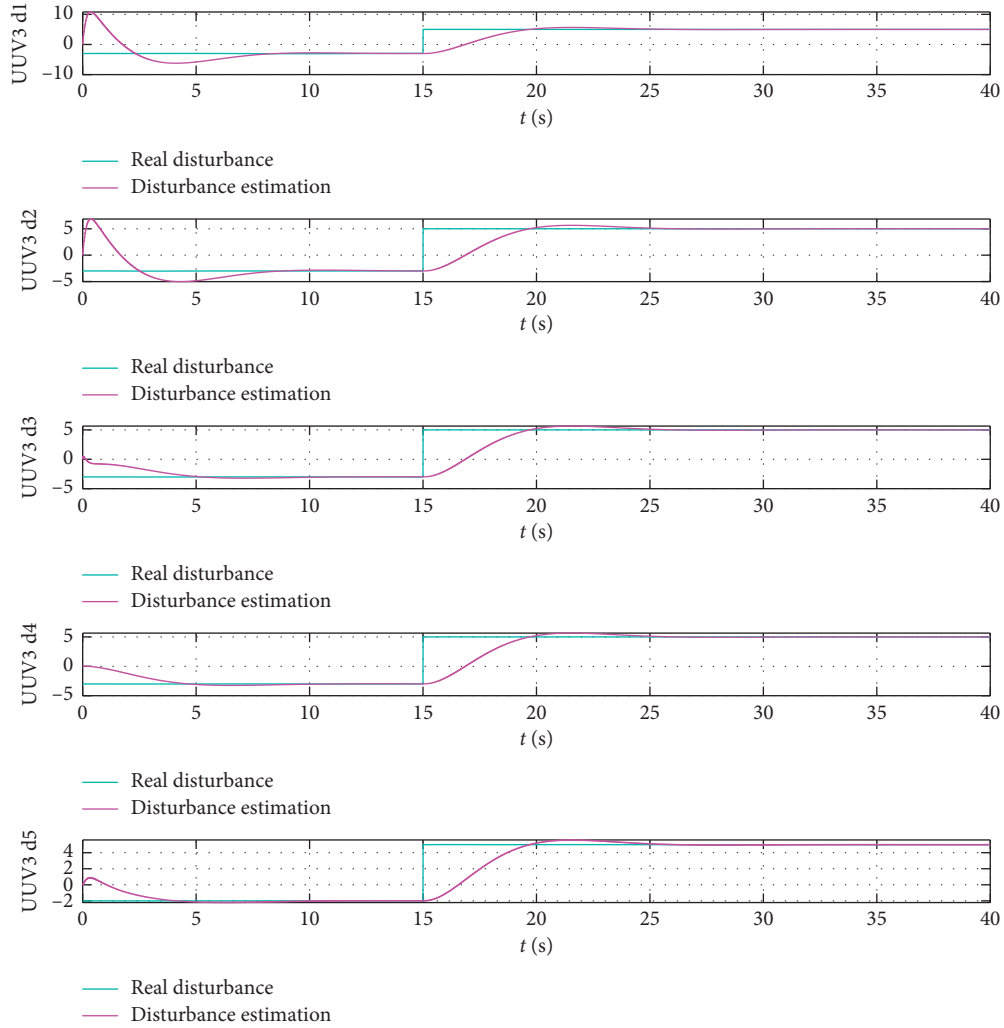 UUV3 d1
10
0
−10
0 5 10 15 20 25 30 35 40
t (s)
Real disturbance
Disturbance estimation
UUV3 d2
5
0
−5
0 5 10 15 20 25 30 35 40
t (s)
Real disturbance
Disturbance estimation
UUV3 d3
5
0
−5
0 5 10 15 20 25 30 35 40
t (s)
Real disturbance
Disturbance estimation
UUV3 d4
5
0
−5
0 5 10 15 20 25 30 35 40
t (s)
Real disturbance
Disturbance estimation
UUV3 d5
4
2
0
−2
0 5 10 15 20 25 30 35 40
t (s)
Real disturbance
Disturbance estimation